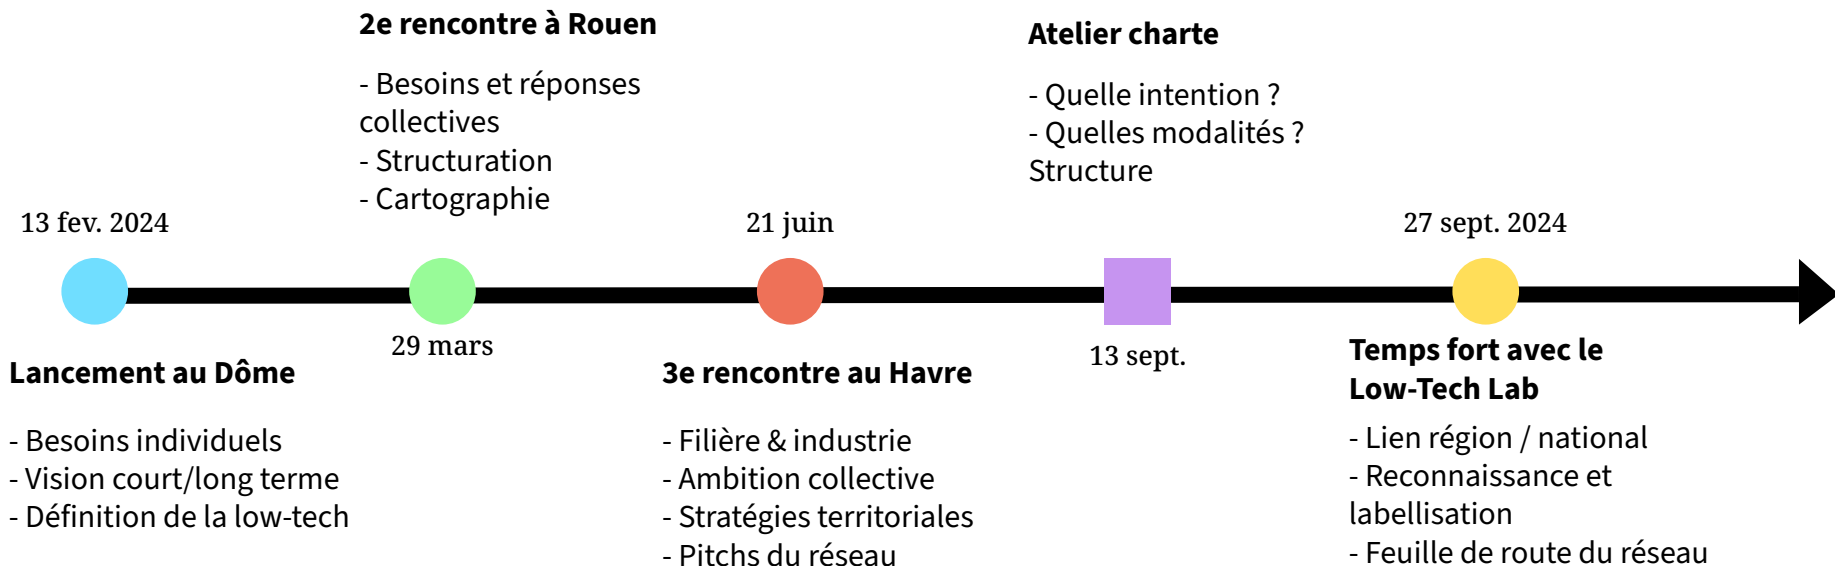 13 fev. 2024
Lancement au Dôme
- Besoins individuels
- Vision court/long terme
- Définition de la low-tech
2e rencontre à Rouen
- Besoins et réponses
collectives
- Structuration
- Cartographie
29 mars
21 juin
3e rencontre au Havre
- Filière & industrie
- Ambition collective
- Stratégies territoriales
- Pitchs du réseau
Atelier charte
- Quelle intention ?
- Quelles modalités ?
Structure
13 sept.
27 sept. 2024
Temps fort avec le
Low-Tech Lab
- Lien région / national
- Reconnaissance et
labellisation
- Feuille de route du réseau